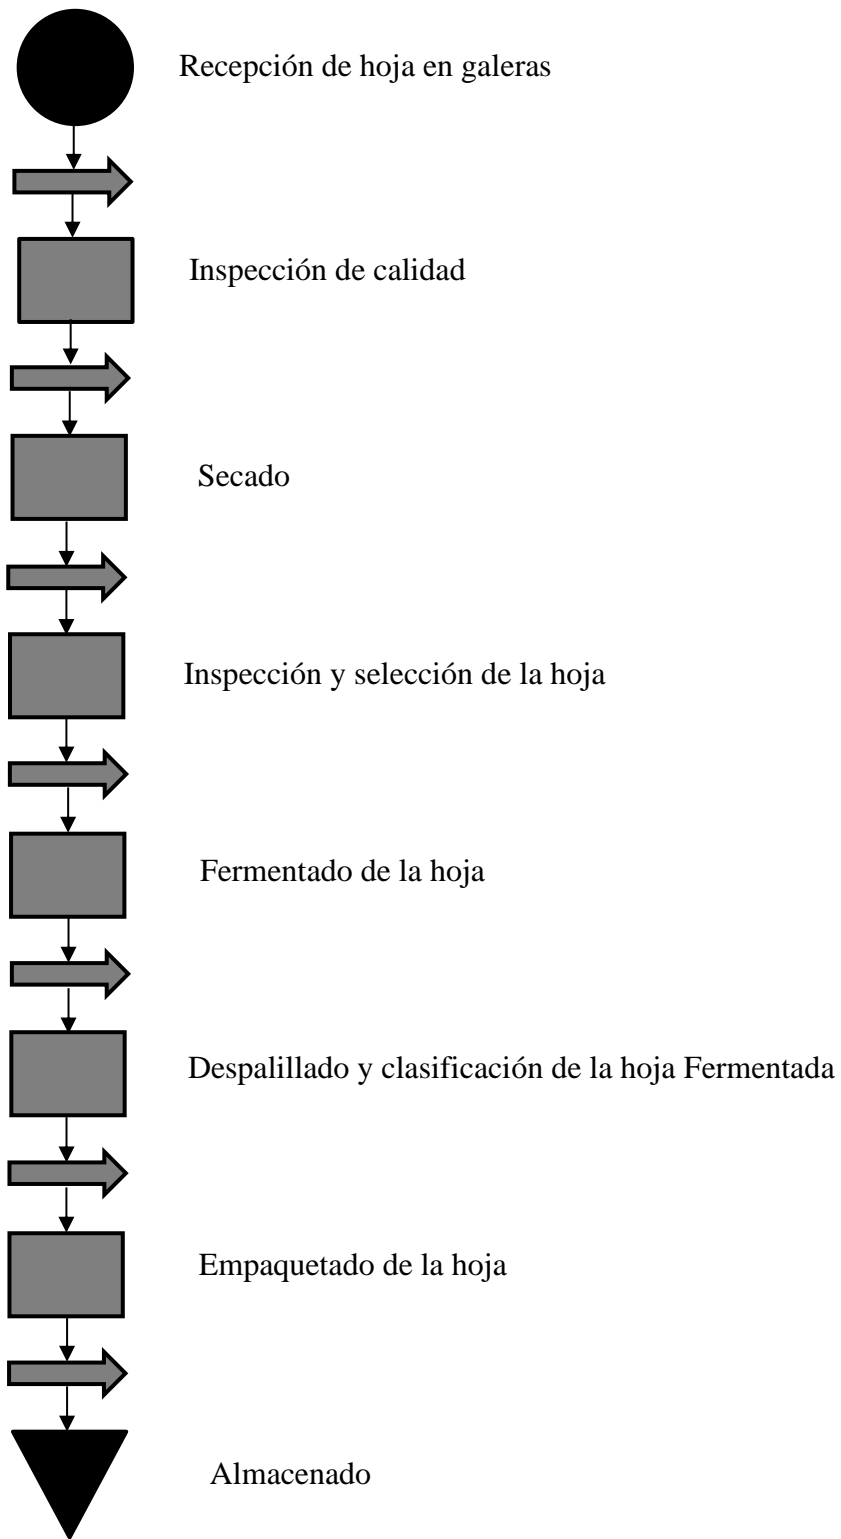 Recepción de hoja en galeras
Inspección de calidad
Secado
Inspección y selección de la hoja
Fermentado de la hoja
Despalillado y clasificación de la hoja Fermentada
Empaquetado de la hoja
Almacenado